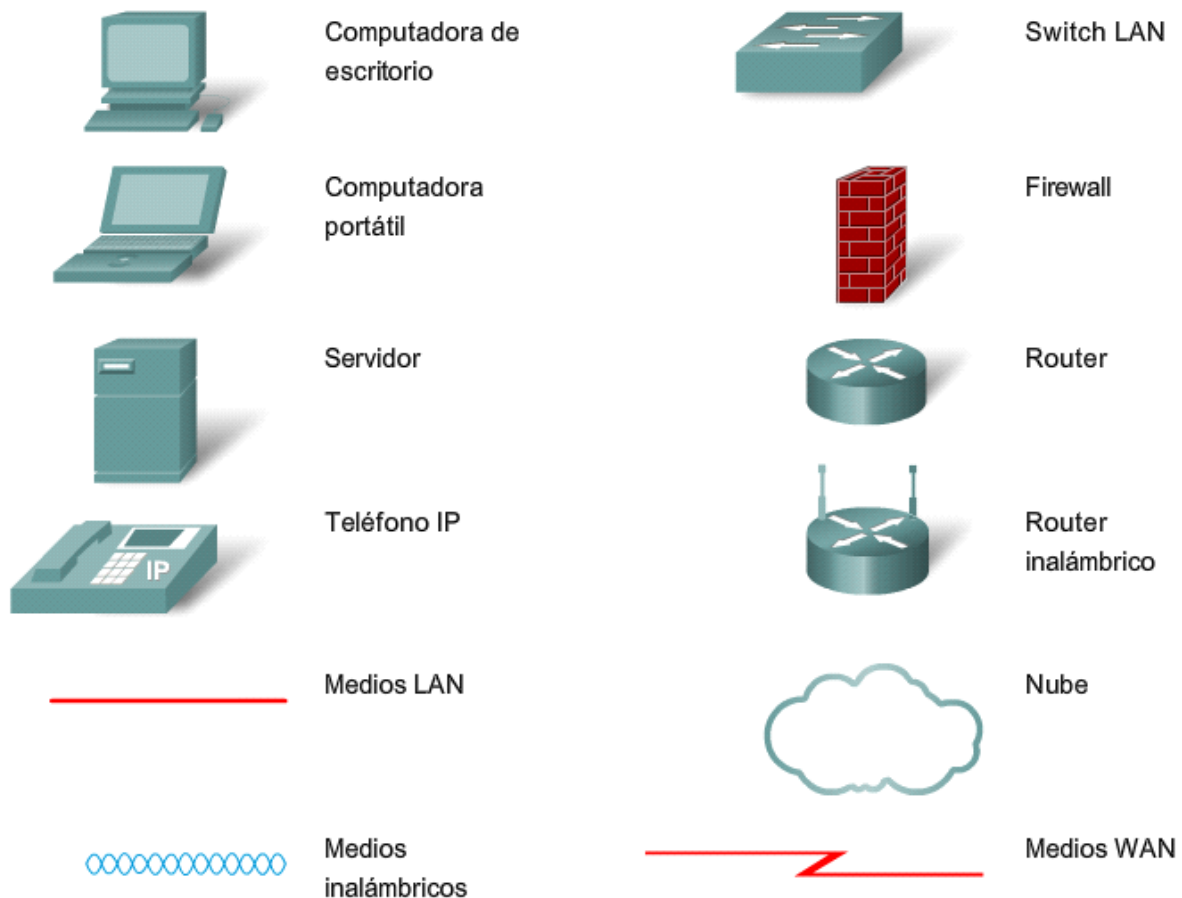 Computadora de
escritorio
Switch LAN
Computadora
portátil
Firewall
Servidor
Router
Teléfono IP
IP
Router
inalámbrico
Medios LAN
Nube
Medios
inalámbricos
Medios WAN